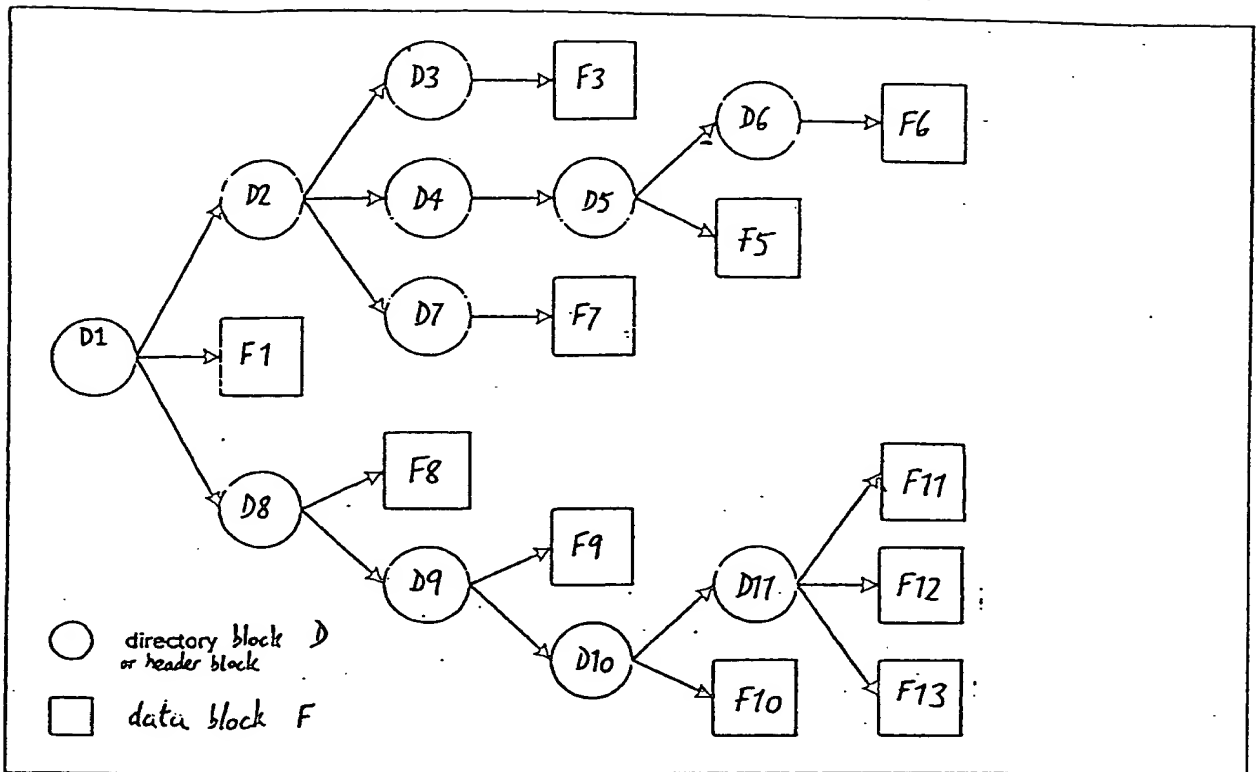 D3
F3
D6
F6
D2
D4
D5
F5
D7
F7
D1
F1
F8
D8
F11
F9
D9
D11
F12
D10
F10
F13
directory block D
or header block
data block F